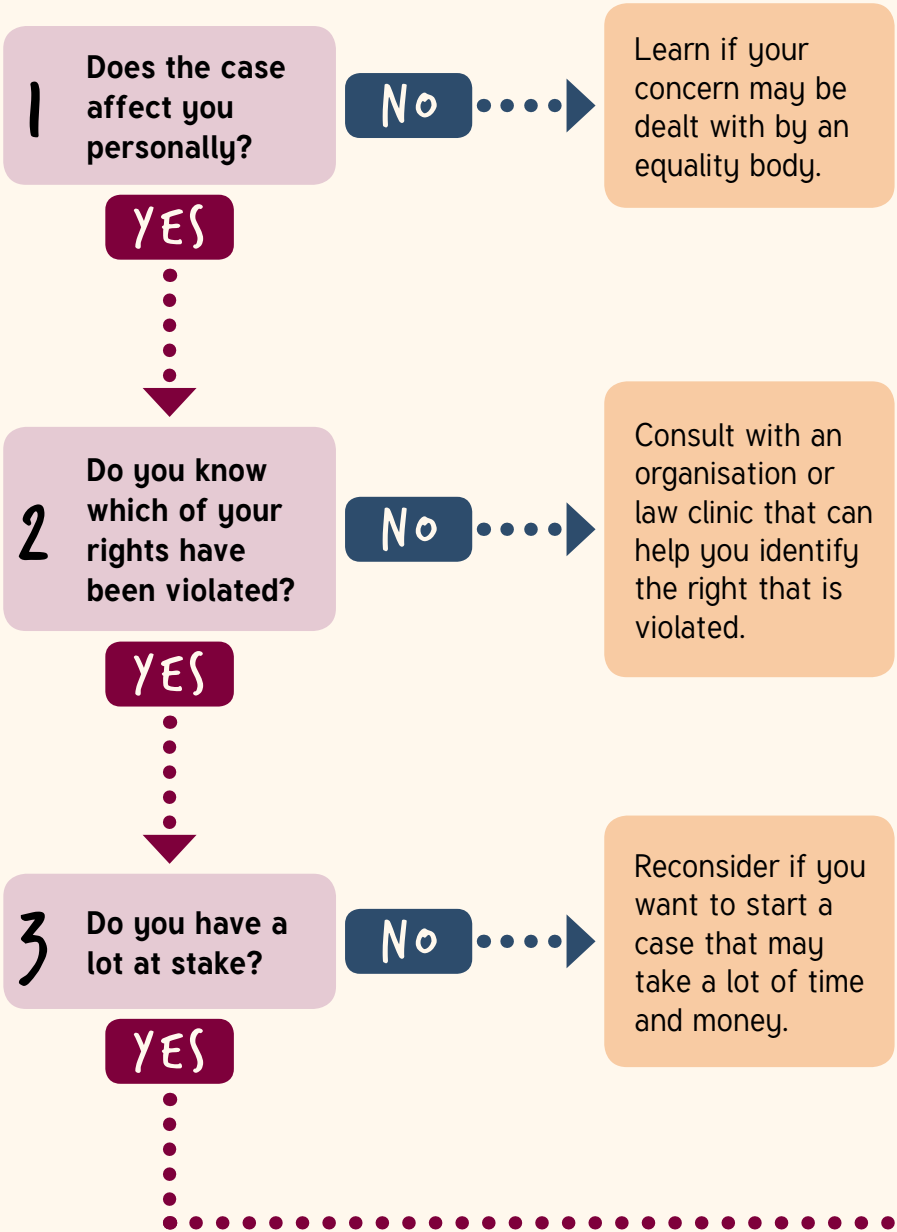 1
Does the case
affect you
personally?
NO
Learn if your
concern may be
dealt with by an
equality body.
YES
2
Do you know
which of your
rights have
been violated?
NO
Consult with an
organisation or
law clinic that can
help you identify
the right that is
violated.
YES
3
Do you have a
lot at stake?
NO
Reconsider if you
want to start a
case that may
take a lot of time
and money.
YES